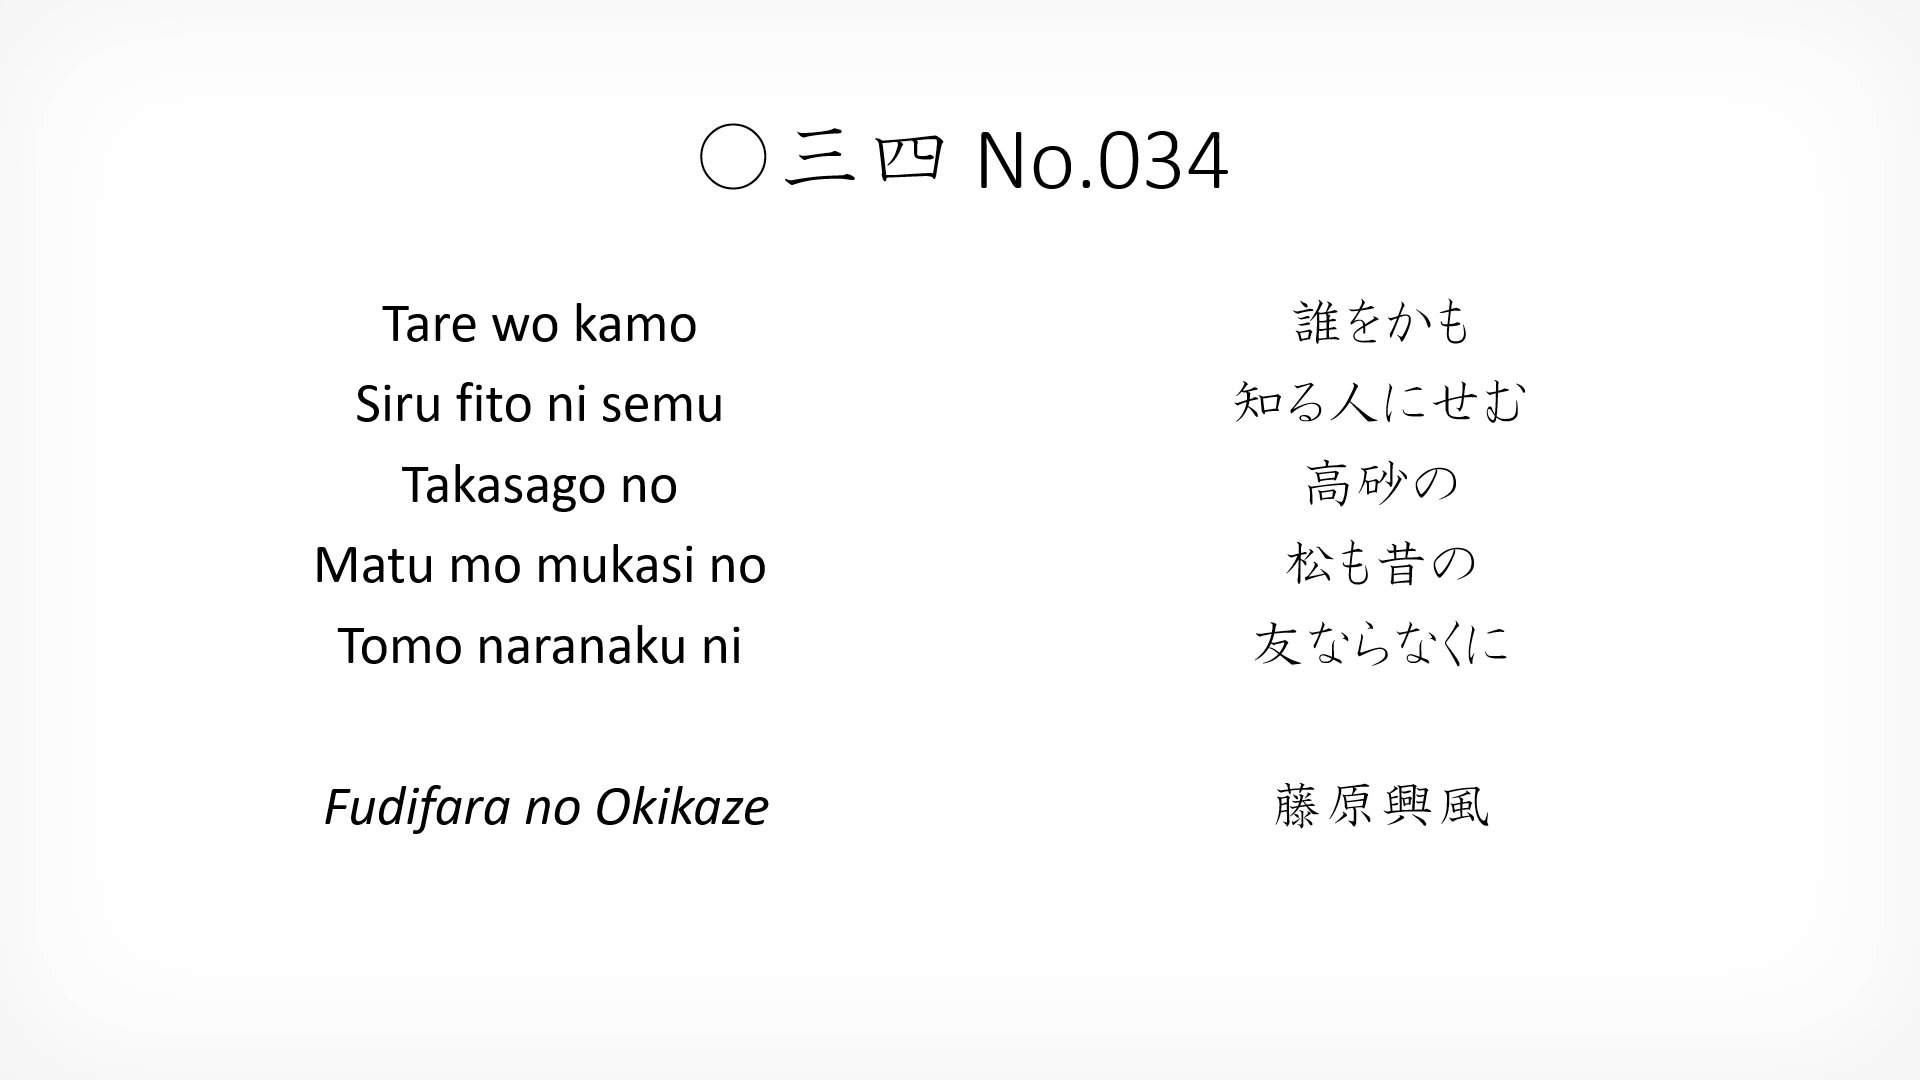 〇三四 No.034
Tare wo kamo
Siru fito ni semu
Takasago no
Matu mo mukasi no
Tomo naranaku ni
Fudifara no Okikaze
誰をかも
知る人にせむ
高砂の
松も昔の
友ならなくに
藤原興風